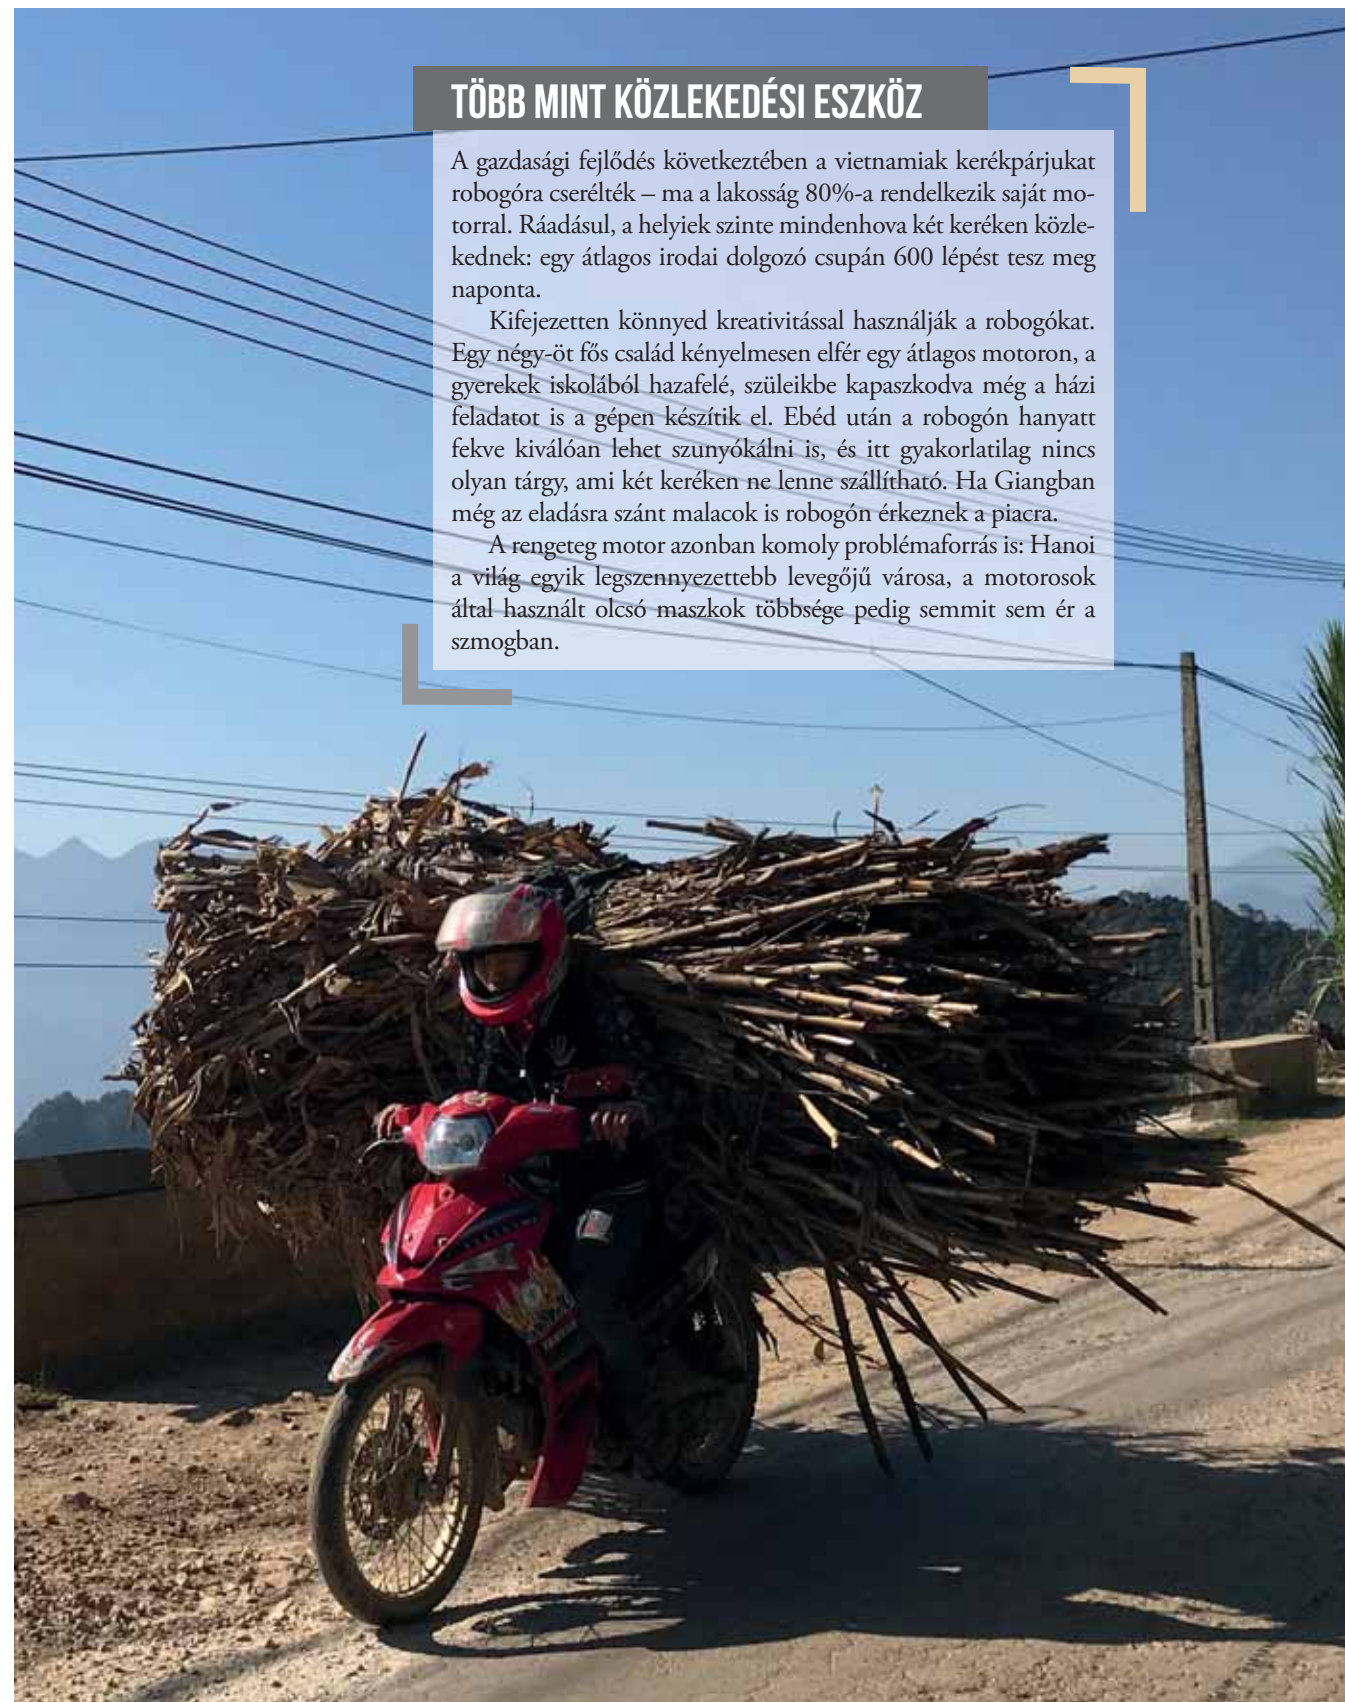 TÖBB MINT KÖZLEKEDÉSI ESZKÖZ
A gazdasági fejlődés következtében a vietnamiak kerékpárjukat
robogóra cserélték – ma a lakosság 80%-a rendelkezik saját mo-
torral. Ráadásul, a helyiek szinte mindenhova két keréken közle-
kednek: egy átlagos irodai dolgozó csupán 600 lépést tesz meg
naponta.
Kifejezetten könnyed kreativitással használják a robogókat.
Egy négy-öt fős család kényelmesen elfér egy átlagos motoron, a
gyerekek iskolából hazafelé, szüleikbe kapaszkodva még a házi
feladatot is a gépen készítik el. Ebéd után a robogón hanyatt
fekve kiválóan lehet szunyókálni is, és itt gyakorlatilag nincs
olyan tárgy, ami két keréken ne lenne szállítható. Ha Giangban
még az eladásra szánt malacok is robogón érkeznek a piacra.
A rengeteg motor azonban komoly problémaforrás is: Hanoi
a világ egyik legszennyezettebb levegőjű városa, a motorosok
által használt olcsó maszkok többsége pedig semmit sem ér a
szmogban.